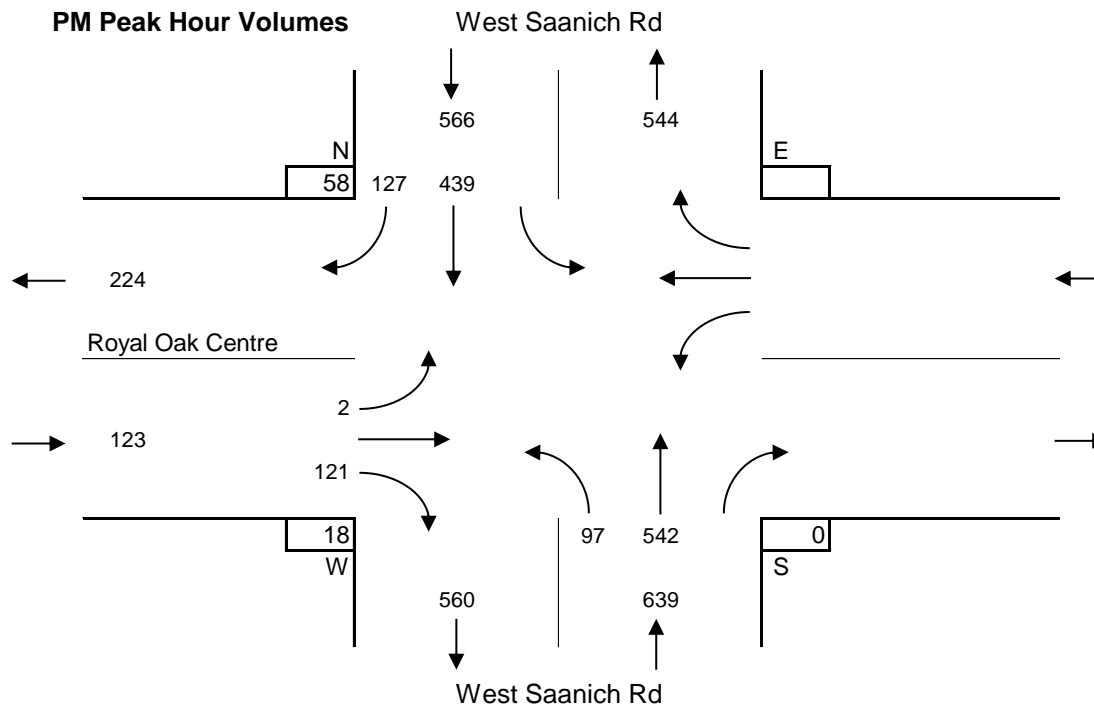 PM Peak Hour Volumes West Saanich Rd
566 544
N E
58 127 439
224
Royal Oak Centre
2
123
121
18 97 542 0
W S
560 639
West Saanich Rd